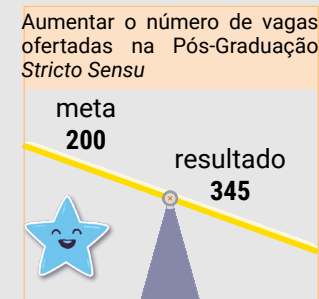 Aumentar o número de vagas
ofertadas na Pós-Graduação
Stricto Sensu
meta
200
resultado
345